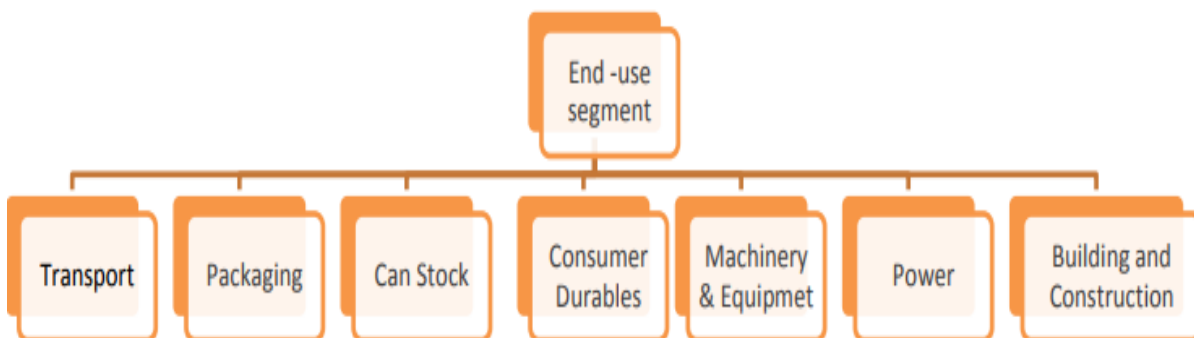 End -use
segment
Transport
Packaging
Can Stock
Consumer
Durables
Machinery
& Equipmet
Power
Building and
Construction